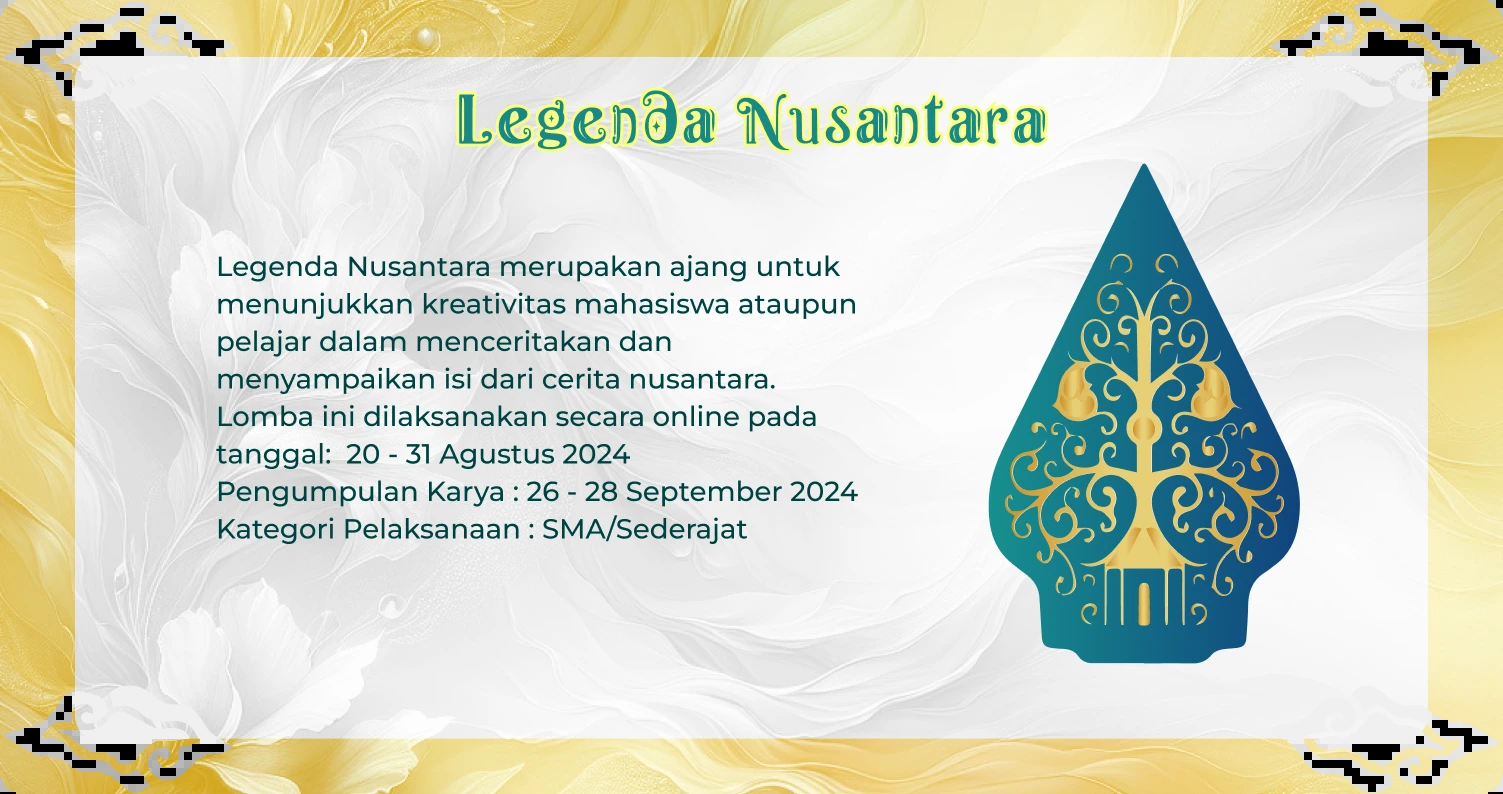 Legenda Nusantara
Legenda Nusantara merupakan ajang untuk
menunjukkan kreativitas mahasiswa ataupun
pelajar dalam menceritakan dan
menyampaikan isi dari cerita nusantara.
Lomba ini dilaksanakan secara online pada
tanggal:  20 - 31 Agustus 2024
Pengumpulan Karya : 26 - 28 September 2024
Kategori Pelaksanaan : SMA/Sederajat